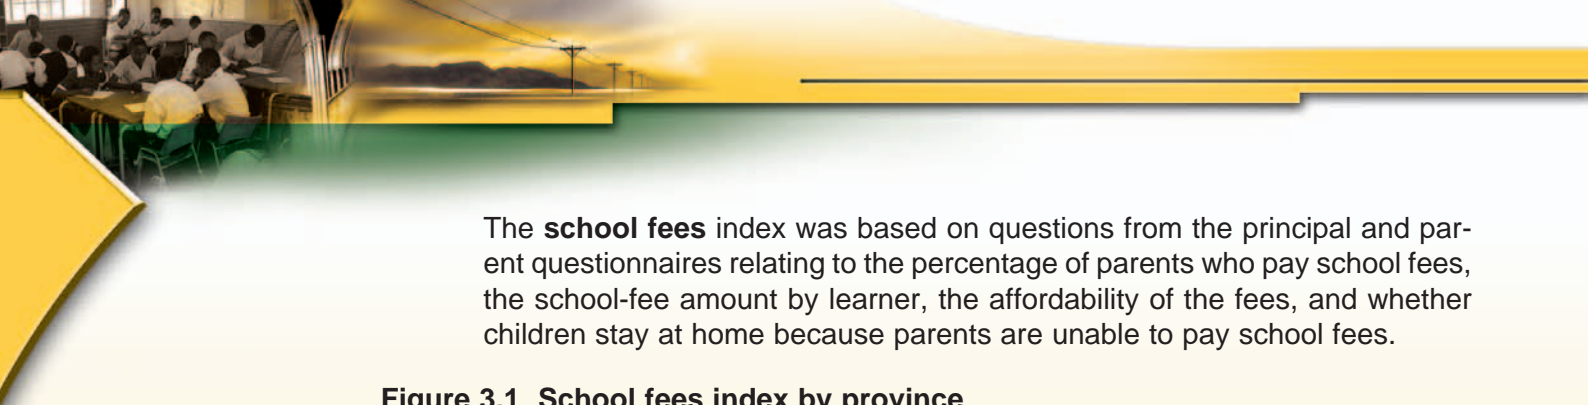 The school fees index was based on questions from the principal and par-
ent questionnaires relating to the percentage of parents who pay school fees,
the school-fee amount by learner, the affordability of the fees, and whether
children stay at home because parents are unable to pay school fees.
Figure 3.1 School fees index by province